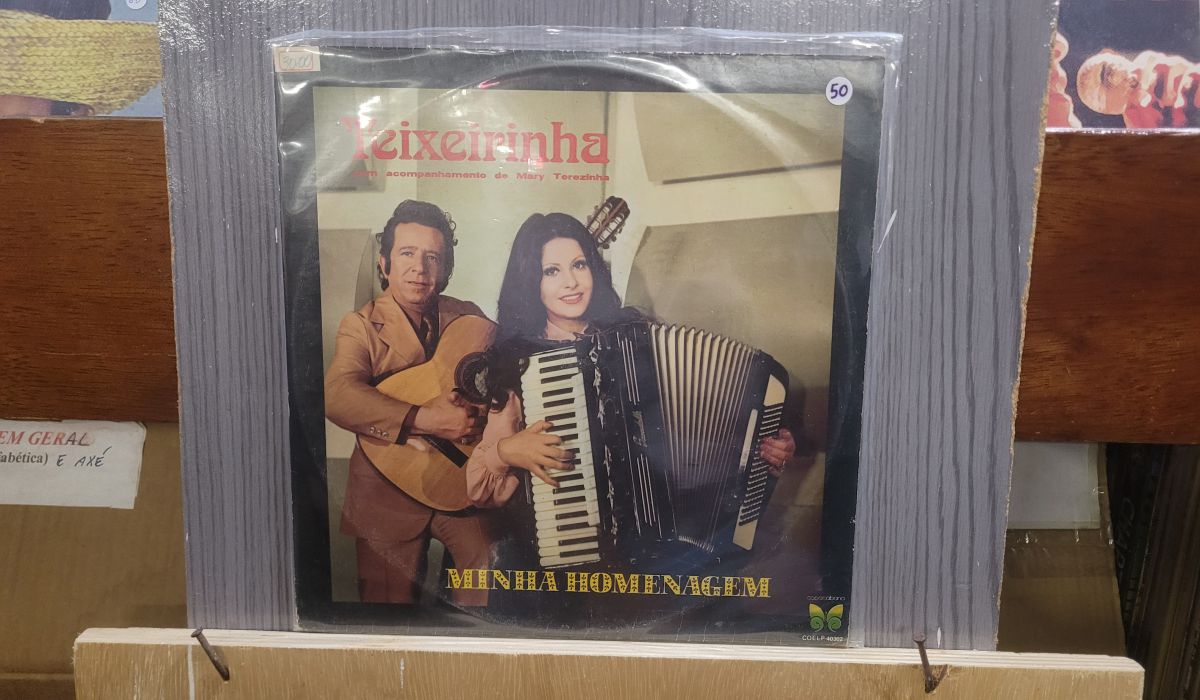 30,00
50
Teixeirinha
com acompanhamento de Mary Terezinha
MINHA HOMENAGEM
copacabana
COELP-40302
EM GERAL
fabética) E AXÉ